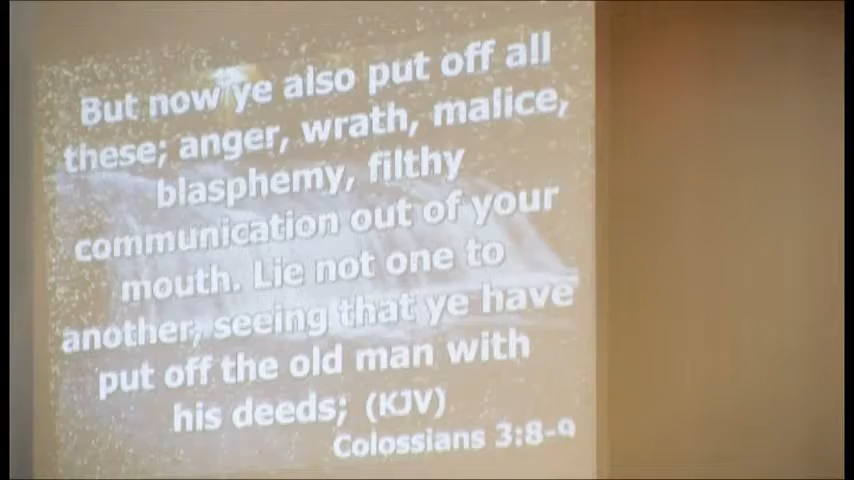 But now ye also put off all
these; anger, wrath, malice,
blasphemy, filthy
communication out of your
mouth. Lie not one to
another, seeing that ye have
put off the old man with
his deeds; (KJV)
Colossians 3:8-9